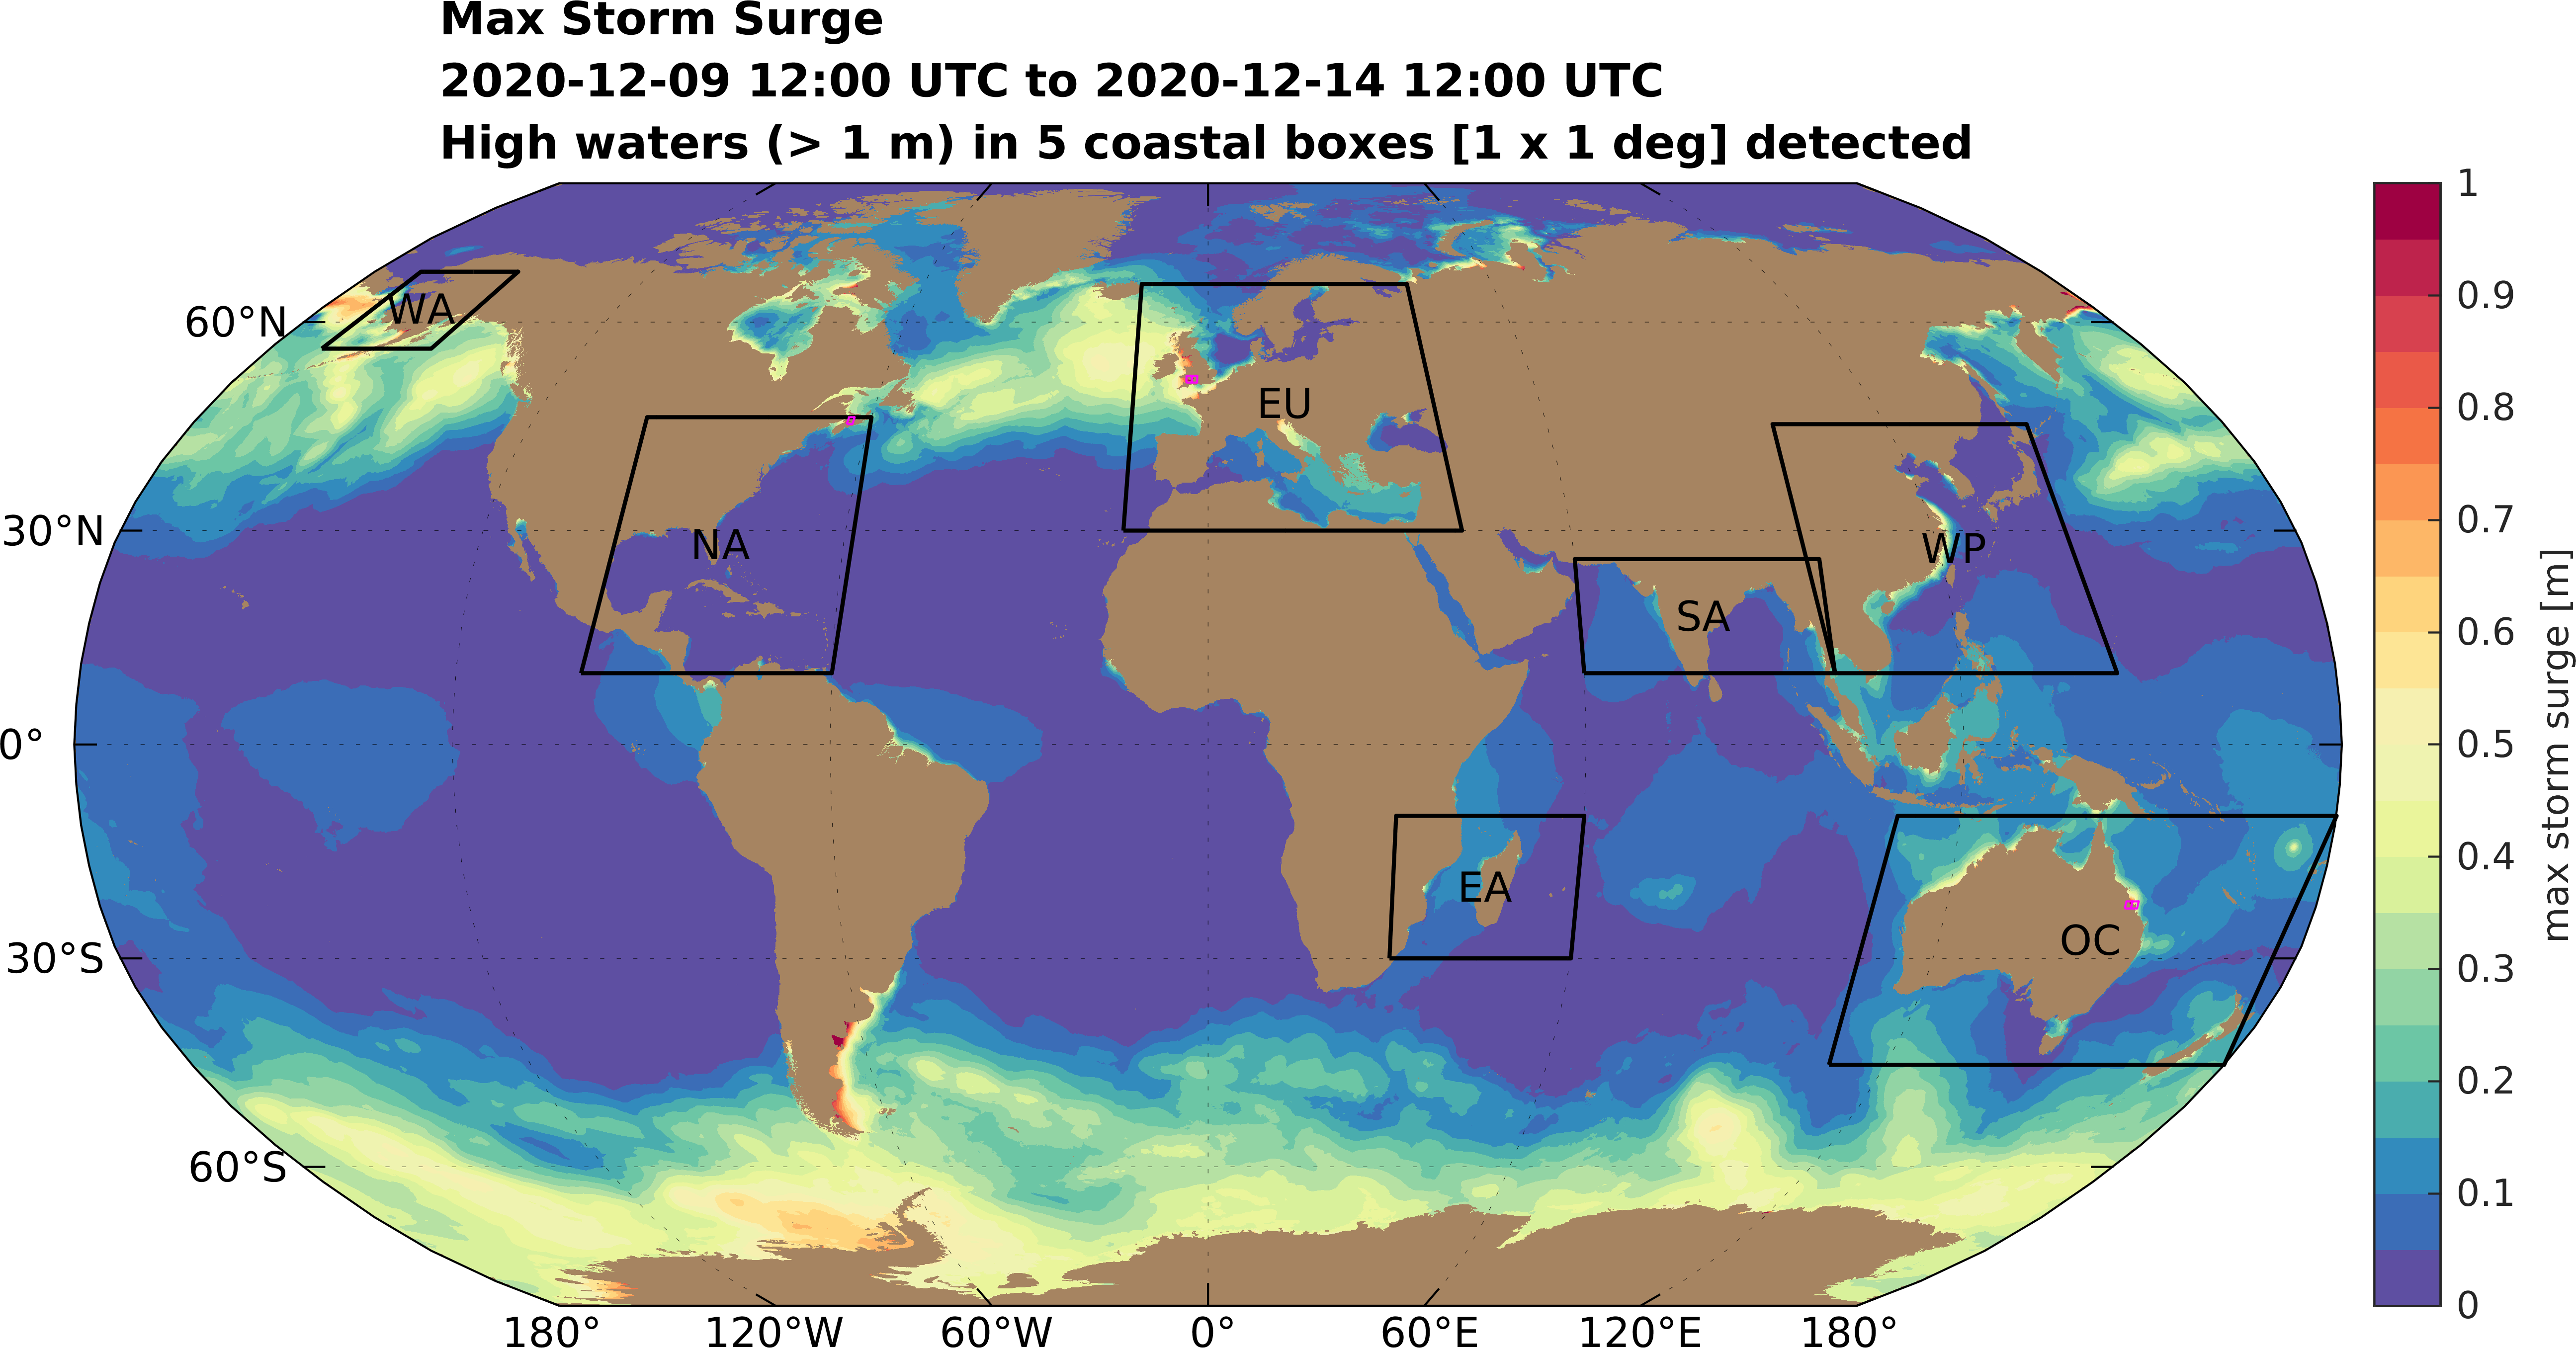 Max Storm Surge
2020-12-09 12:00 UTC to 2020-12-14 12:00 UTC
High waters (> 1 m) in 5 coastal boxes [1 x 1 deg] detected
60°N
30°N
0°
30°S
60°S
WA
NA
EU
SA
WP
EA
OC
180°
120°W
60°W
0°
60°E
120°E
180°
1
0.9
0.8
0.7
0.6
0.5
0.4
0.3
0.2
0.1
0
max storm surge [m]